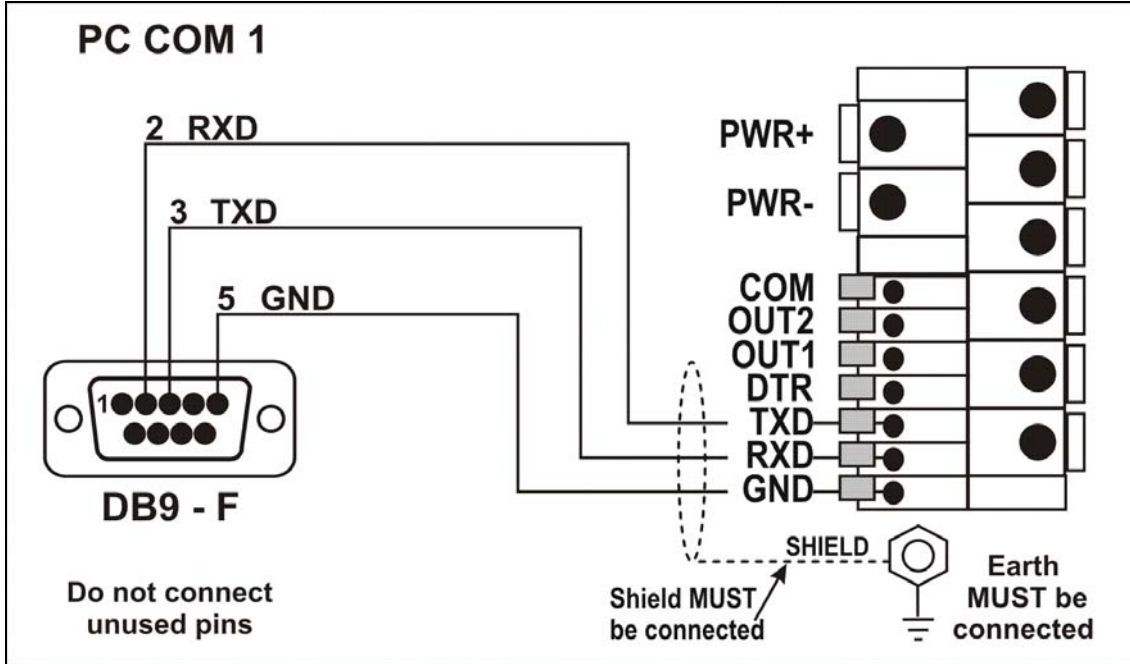 PC COM 1
2 RXD
3 TXD
5 GND
1
DB9 - F
Do not connect
unused pins
PWR+
PWR-
COM
OUT2
OUT1
DTR
TXD
RXD
GND
SHIELD
Shield MUST
be connected
Earth
MUST be
connected